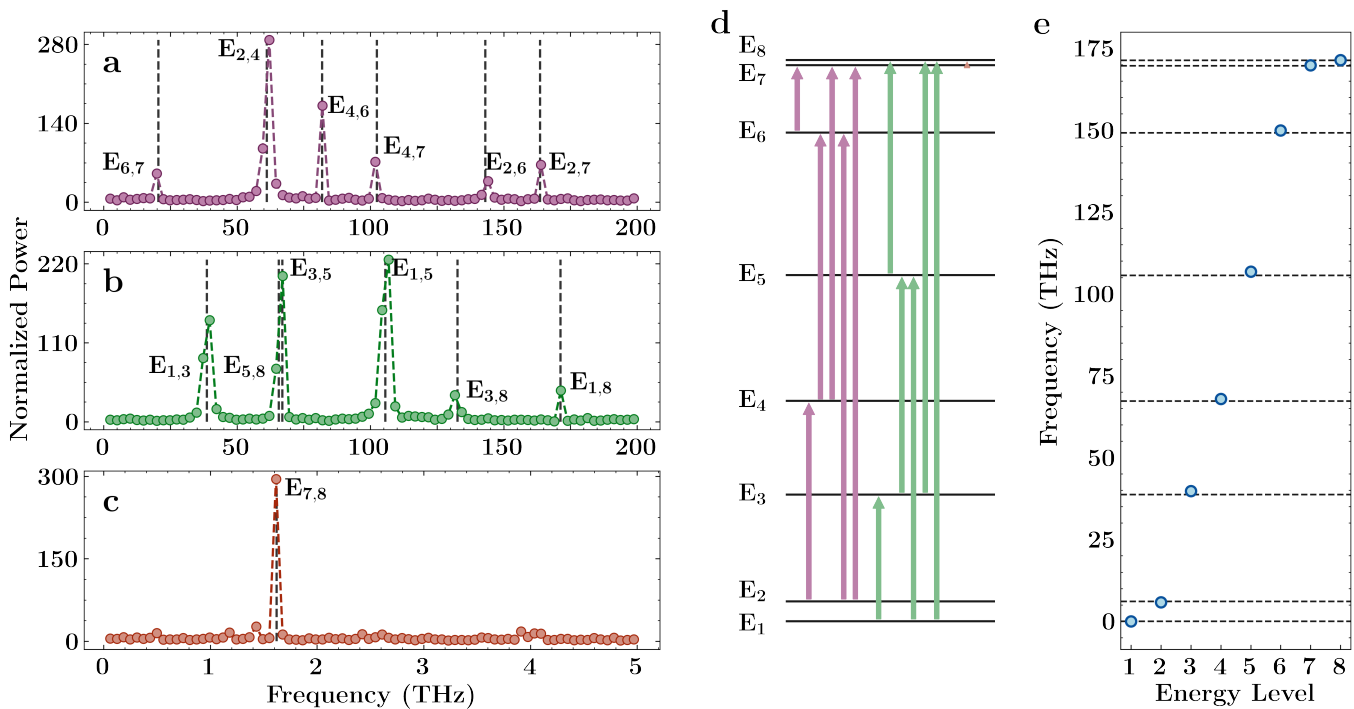 a
280
140
0
E2,4
E4,6
E4,7
E6,7
E2,6
E2,7
0
50
100
150
200
b
220
110
0
E3,5
E1,5
E1,3
E5,8
E3,8
E1,8
0
50
100
150
200
c
300
150
0
E7,8
0
1
2
3
4
5
Normalized Power
Frequency (THz)
d
E8
E7
E6
E5
E4
E3
E2
E1
e
175
150
125
100
75
50
25
0
Frequency (THz)
1 2 3 4 5 6 7 8
Energy Level